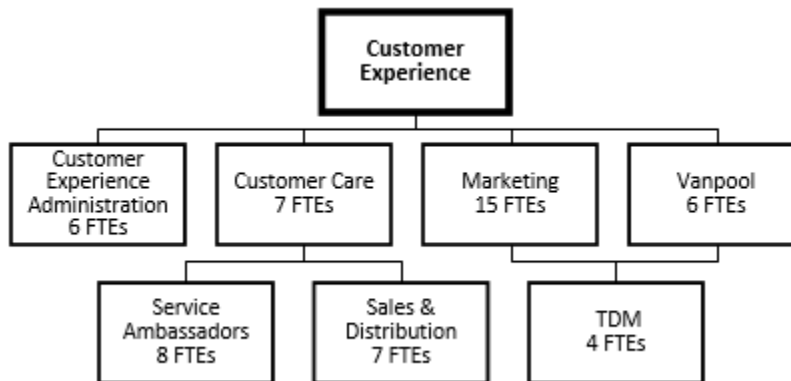 Customer
Experience
Customer
Experience
Administration
6 FTEs
Customer Care
7 FTEs
Marketing
15 FTEs
Vanpool
6 FTEs
Service
Ambassadors
8 FTEs
Sales &
Distribution
7 FTEs
TDM
4 FTEs